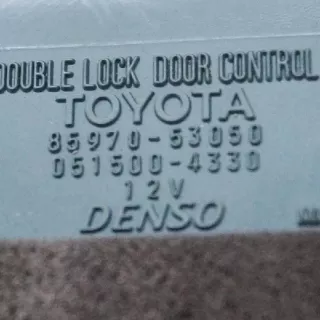 DOUBLE LOCK DOOR CONTROL
TOYOTA
85970-53050
051500-4330
12V
DENSO